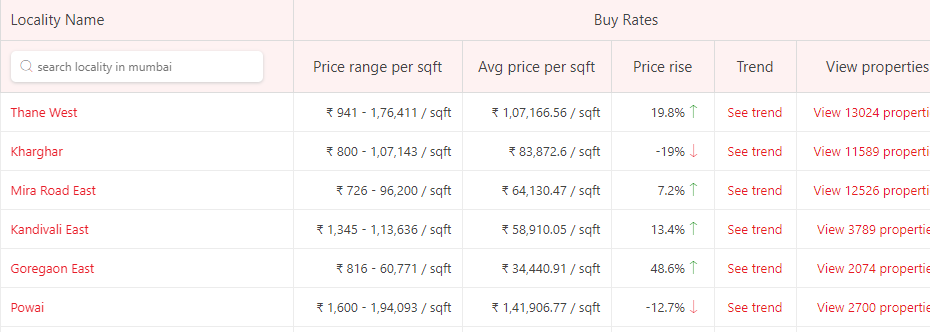 Locality Name Buy Rates
search locality in mumbai Price range per sqft Avg price per sqft Price rise Trend View properties
Thane West ₹ 941 - 1,76,411 / sqft ₹ 1,07,166.56 / sqft 19.8% ↑ See trend View 13024 properti
Kharghar ₹ 800 - 1,07,143 / sqft ₹ 83,872.6 / sqft -19% ↓ See trend View 11589 properti
Mira Road East ₹ 726 - 96,200 / sqft ₹ 64,130.47 / sqft 7.2% ↑ See trend View 12526 properti
Kandivali East ₹ 1,345 - 1,13,636 / sqft ₹ 58,910.05 / sqft 13.4% ↑ See trend View 3789 propertie
Goregaon East ₹ 816 - 60,771 / sqft ₹ 34,440.91 / sqft 48.6% ↑ See trend View 2074 propertie
Powai ₹ 1,600 - 1,94,093 / sqft ₹ 1,41,906.77 / sqft -12.7% ↓ See trend View 2700 propertie